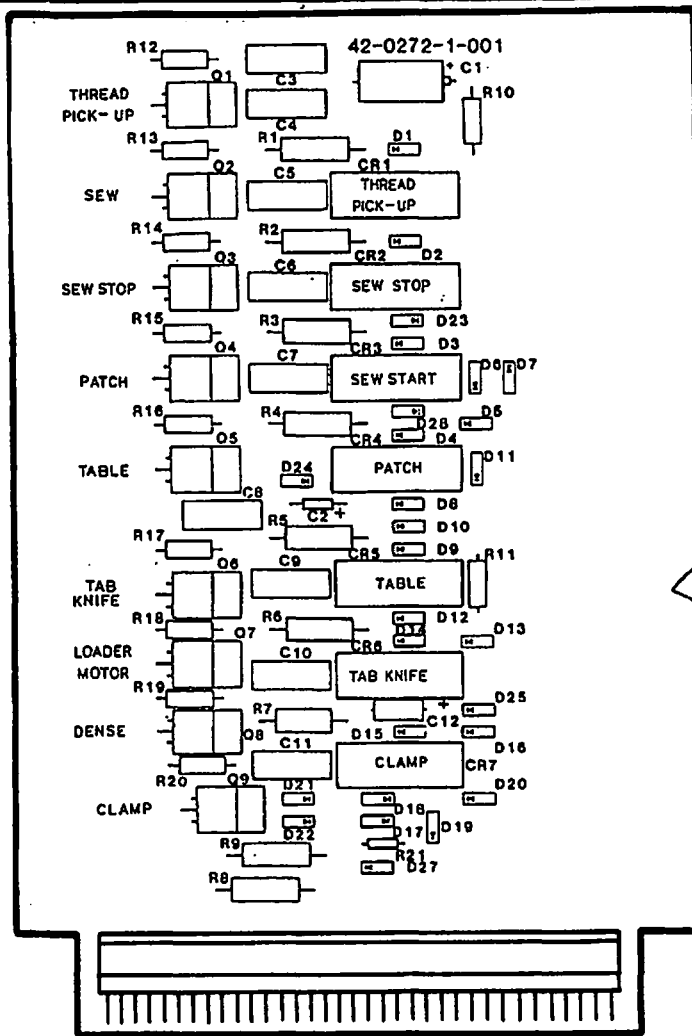 42-0272-1-001
R12
C3
+ C1
Q1
THREAD
PICK-UP
C4
R10
R13
R1
D1
Q2
CR1
SEW
C5
THREAD
PICK-UP
R14
R2
CR2
D2
Q3
C6
SEW STOP
SEW STOP
R15
R3
D23
D3
Q4
C7
CR3
PATCH
SEW START
D6
D7
R16
R4
D28
D5
Q5
CR4
D4
TABLE
D24
PATCH
D11
C8
C2 +
D8
R5
D10
R17
D9
R11
Q6
C9
CR5
TAB
KNIFE
TABLE
D12
R18
R6
D14
D13
Q7
CR6
LOADER
MOTOR
C10
TAB KNIFE
R19
+
D25
R7
C12
DENSE
Q8
D15
D16
C11
CLAMP
CR7
R20
Q9
D21
D20
CLAMP
D18
D22
D17
D19
R9
R21
D27
R8